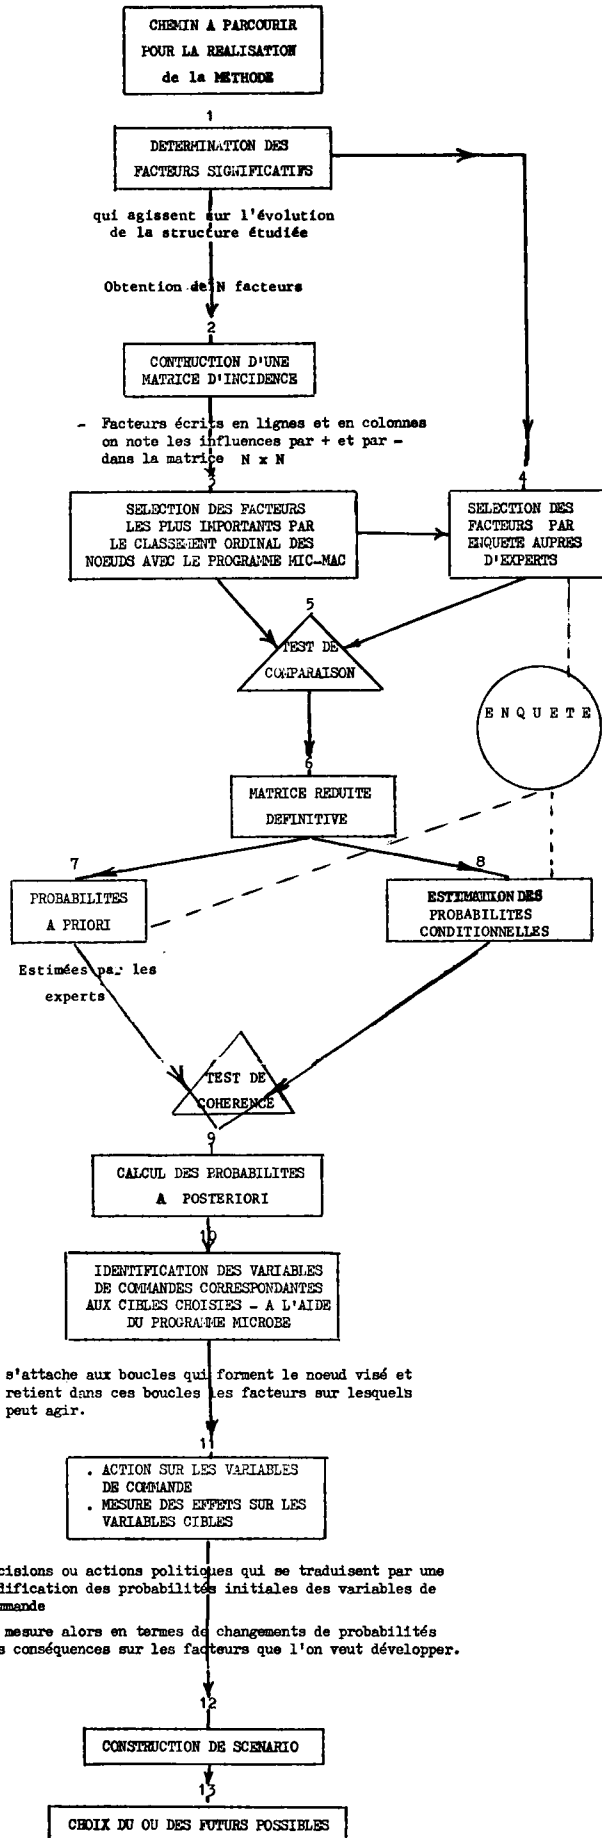 CHEMIN A PARCOURIR
POUR LA REALISATION
de la METHODE
1
DETERMINATION DES
FACTEURS SIGNIFICATIFS
qui agissent sur l'évolution
de la structure étudiée
Obtention de N facteurs
2
CONTRUCTION D'UNE
MATRICE D'INCIDENCE
- Facteurs écrits en lignes et en colonnes
on note les influences par + et par -
dans la matrice N x N
3
SELECTION DES FACTEURS
LES PLUS IMPORTANTS PAR
LE CLASSEMENT ORDINAL DES
NOEUDS AVEC LE PROGRAMME MIC-MAC
4
SELECTION DES
FACTEURS PAR
ENQUETE AUPRES
D'EXPERTS
5
TEST DE
COMPARAISON
E N Q U E T E
6
MATRICE REDUITE
DEFINITIVE
7
PROBABILITES
A PRIORI
8
ESTIMATION DES
PROBABILITES
CONDITIONNELLES
Estimées par les
experts
TEST DE
COHERENCE
9
CALCUL DES PROBABILITES
A POSTERIORI
10
IDENTIFICATION DES VARIABLES
DE COMMANDES CORRESPONDANTES
AUX CIBLES CHOISIES - A L'AIDE
DU PROGRAMME MICROBE
s'attache aux boucles qui forment le noeud visé et
retient dans ces boucles les facteurs sur lesquels
peut agir.
11
. ACTION SUR LES VARIABLES
DE COMMANDE
. MESURE DES EFFETS SUR LES
VARIABLES CIBLES
cisions ou actions politiques qui se traduisent par une
dification des probabilités initiales des variables de
mmande
mesure alors en termes de changements de probabilités
s conséquences sur les facteurs que l'on veut développer.
12
CONSTRUCTION DE SCENARIO
13
CHOIX DU OU DES FUTURS POSSIBLES